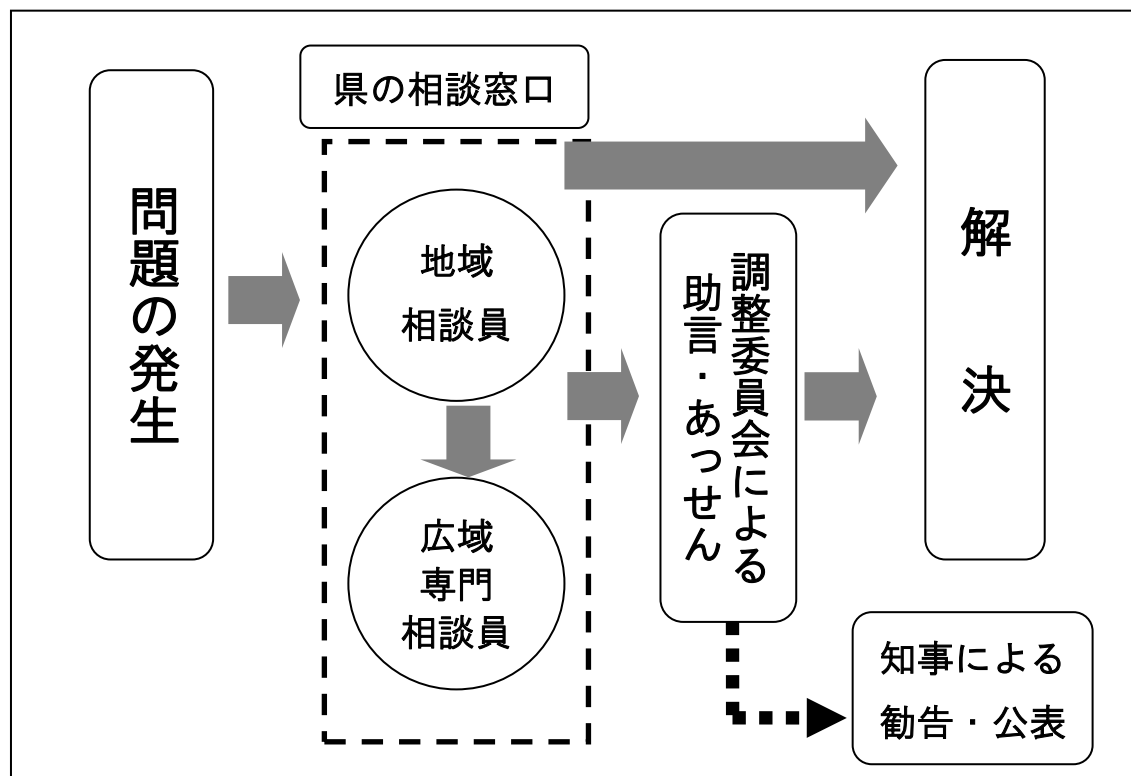 問題の発生
県の相談窓口
地域
相談員
広域
専門
相談員
調整委員会による
助言・あっせん
解決
知事による
勧告・公表